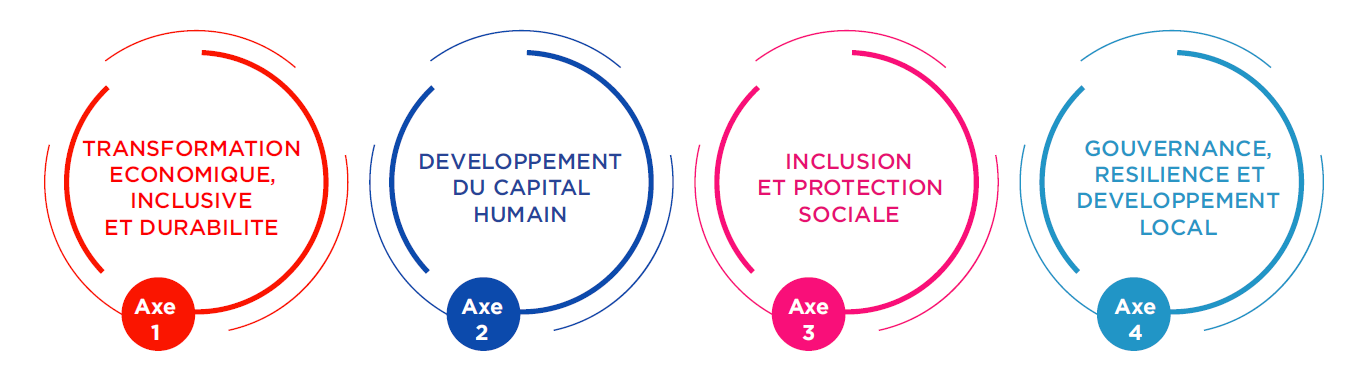 TRANSFORMATION
ECONOMIQUE,
INCLUSIVE
ET DURABILITE
Axe
1
DEVELOPPEMENT
DU CAPITAL
HUMAIN
Axe
2
INCLUSION
ET PROTECTION
SOCIALE
Axe
3
GOUVERNANCE,
RESILIENCE ET
DEVELOPPEMENT
LOCAL
Axe
4